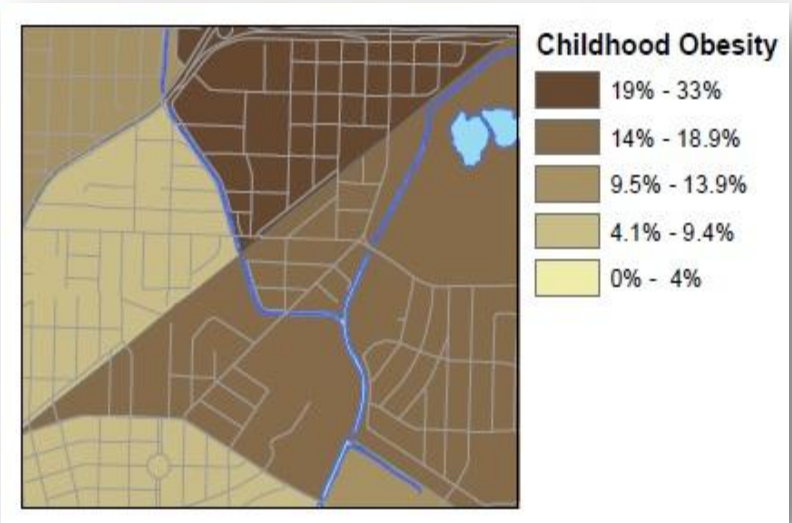 Childhood Obesity
19% - 33%
14% - 18.9%
9.5% - 13.9%
4.1% - 9.4%
0% - 4%